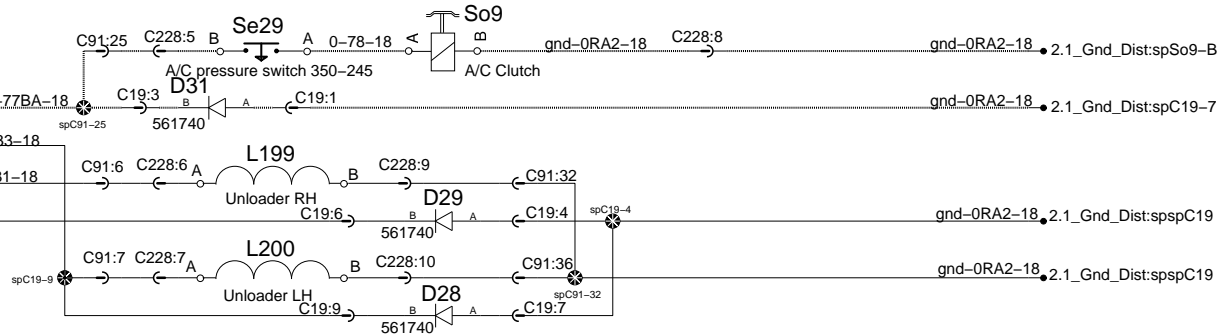 So9
Se29
C91:25
C228:5
B
A
0-78-18
A
B
gnd-0RA2-18
C228:8
gnd-0RA2-18
2.1_Gnd_Dist:spSo9-B
A/C pressure switch 350-245
A/C Clutch
D31
-77BA-18
C19:3
B
A
C19:1
gnd-0RA2-18
2.1_Gnd_Dist:spC19-7
spC91-25
561740
33-18
L199
C91:6
C228:6
A
B
C228:9
C91:32
-18
Unloader RH
D29
C19:6
B
A
C19:4
spC19-4
gnd-0RA2-18
2.1_Gnd_Dist:spspC19
561740
L200
C91:7
C228:7
A
B
C228:10
C91:36
gnd-0RA2-18
2.1_Gnd_Dist:spspC19
spC19-9
Unloader LH
spC91-32
D28
C19:9
B
A
C19:7
561740